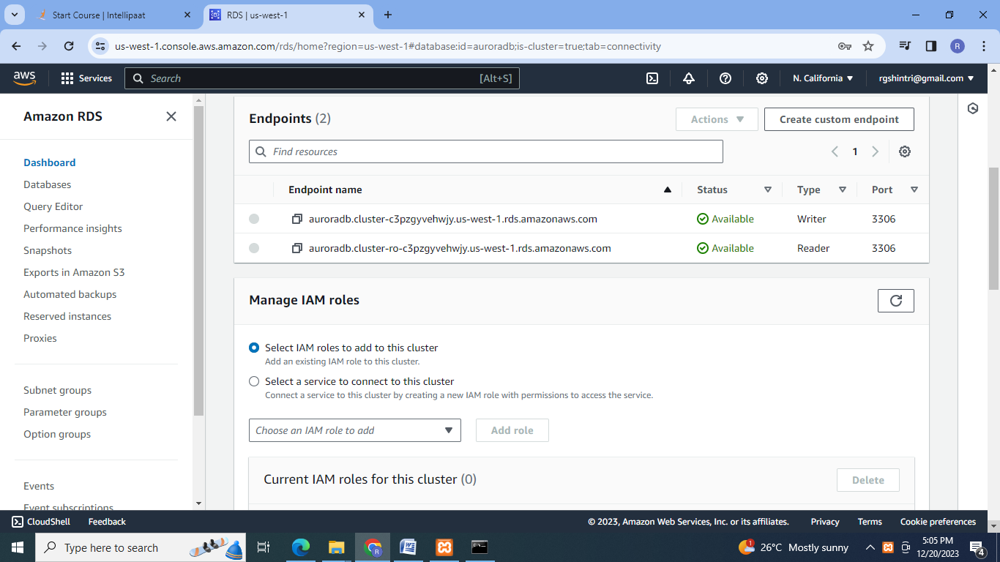 Start Course | Intellipaat
RDS | us-west-1
us-west-1.console.aws.amazon.com/rds/home?region=us-west-1#database:id=auroradb;is-cluster=true;tab=connectivity
R
aws
Services
Search
[Alt+S]
N. California
rgshintri@gmail.com
Amazon RDS
Dashboard
Databases
Query Editor
Performance insights
Snapshots
Exports in Amazon S3
Automated backups
Reserved instances
Proxies
Subnet groups
Parameter groups
Option groups
Events
Event subscriptions
Endpoints (2)
Actions
Create custom endpoint
Find resources
1
Endpoint name Status Type Port
auroradb.cluster-c3pzgyvehwjy.us-west-1.rds.amazonaws.com Available Writer 3306
auroradb.cluster-ro-c3pzgyvehwjy.us-west-1.rds.amazonaws.com Available Reader 3306
Manage IAM roles
Select IAM roles to add to this cluster
Add an existing IAM role to this cluster.
Select a service to connect to this cluster
Connect a service to this cluster by creating a new IAM role with permissions to access the service.
Choose an IAM role to add
Add role
Current IAM roles for this cluster (0)
Delete
CloudShell
Feedback
© 2023, Amazon Web Services, Inc. or its affiliates.
Privacy
Terms
Cookie preferences
Type here to search
R
1
26°C Mostly sunny
5:05 PM
12/20/2023
4